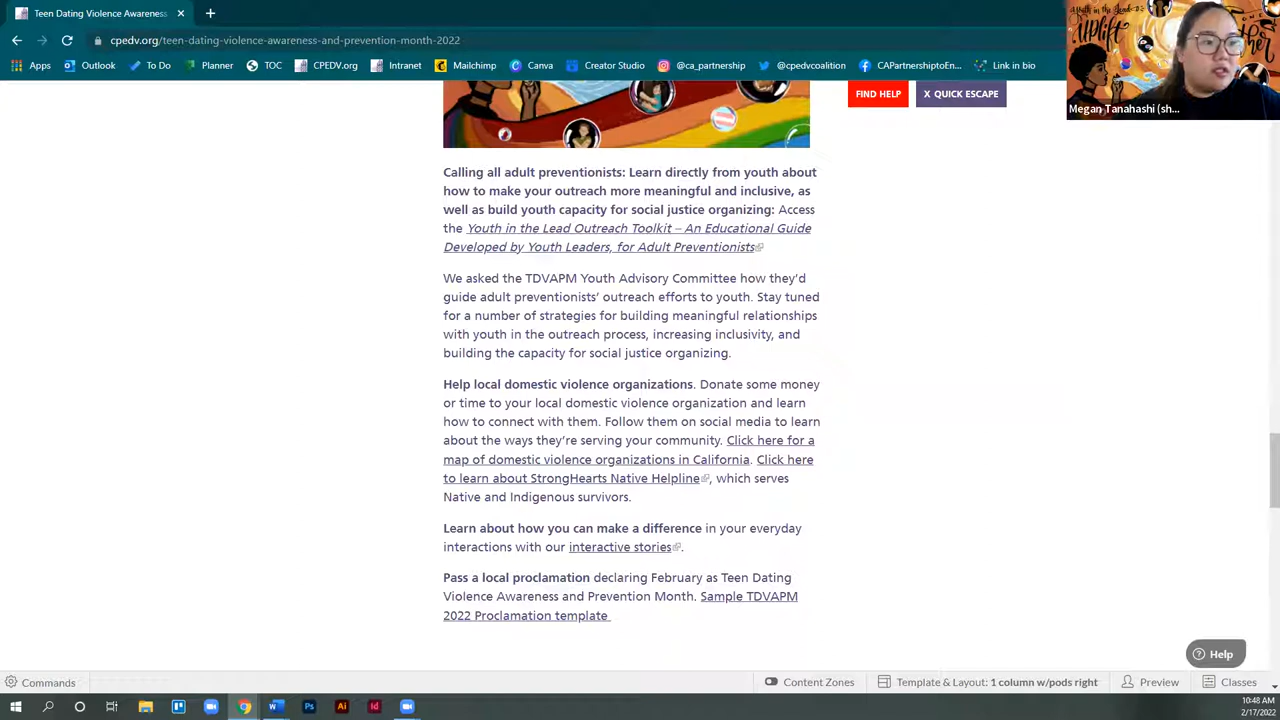 Teen Dating Violence Awareness
cpedv.org/teen-dating-violence-awareness-and-prevention-month-2022
Apps Outlook To Do Planner TOC CPEDV.org Intranet Mailchimp Canva Creator Studio @ca_partnership @cpedvcoalition CAPartnershiptoEn... Link in bio
Youth in the Lead
UPlift
one
other
Megan Tanahashi (sh...
FIND HELP X QUICK ESCAPE
Calling all adult preventionists: Learn directly from youth about
how to make your outreach more meaningful and inclusive, as
well as build youth capacity for social justice organizing: Access
the Youth in the Lead Outreach Toolkit – An Educational Guide
Developed by Youth Leaders, for Adult Preventionists
We asked the TDVAPM Youth Advisory Committee how they'd
guide adult preventionists' outreach efforts to youth. Stay tuned
for a number of strategies for building meaningful relationships
with youth in the outreach process, increasing inclusivity, and
building the capacity for social justice organizing.
Help local domestic violence organizations. Donate some money
or time to your local domestic violence organization and learn
how to connect with them. Follow them on social media to learn
about the ways they're serving your community. Click here for a
map of domestic violence organizations in California. Click here
to learn about StrongHearts Native Helpline, which serves
Native and Indigenous survivors.
Learn about how you can make a difference in your everyday
interactions with our interactive stories.
Pass a local proclamation declaring February as Teen Dating
Violence Awareness and Prevention Month. Sample TDVAPM
2022 Proclamation template
Help
Commands Content Zones Template & Layout: 1 column w/pods right Preview Classes
10:48 AM
2/17/2022